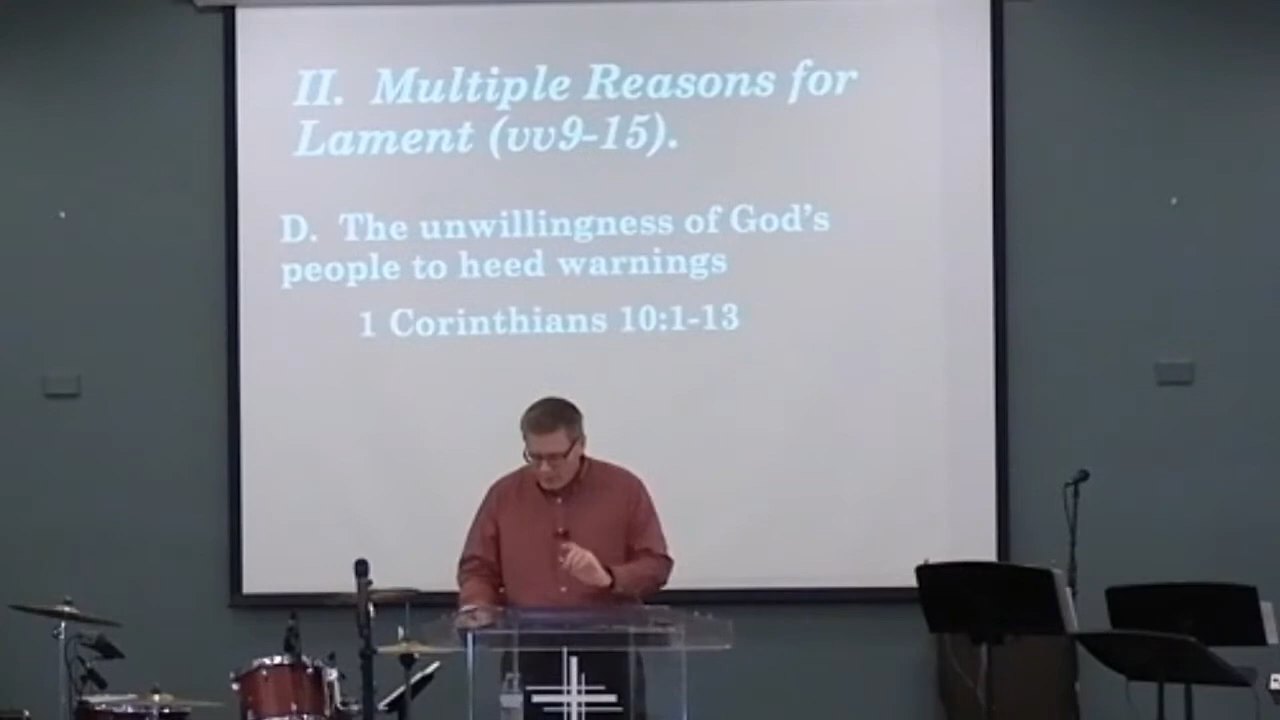 II. Multiple Reasons for
Lament (vv9-15).
D. The unwillingness of God's
people to heed warnings
1 Corinthians 10:1-13